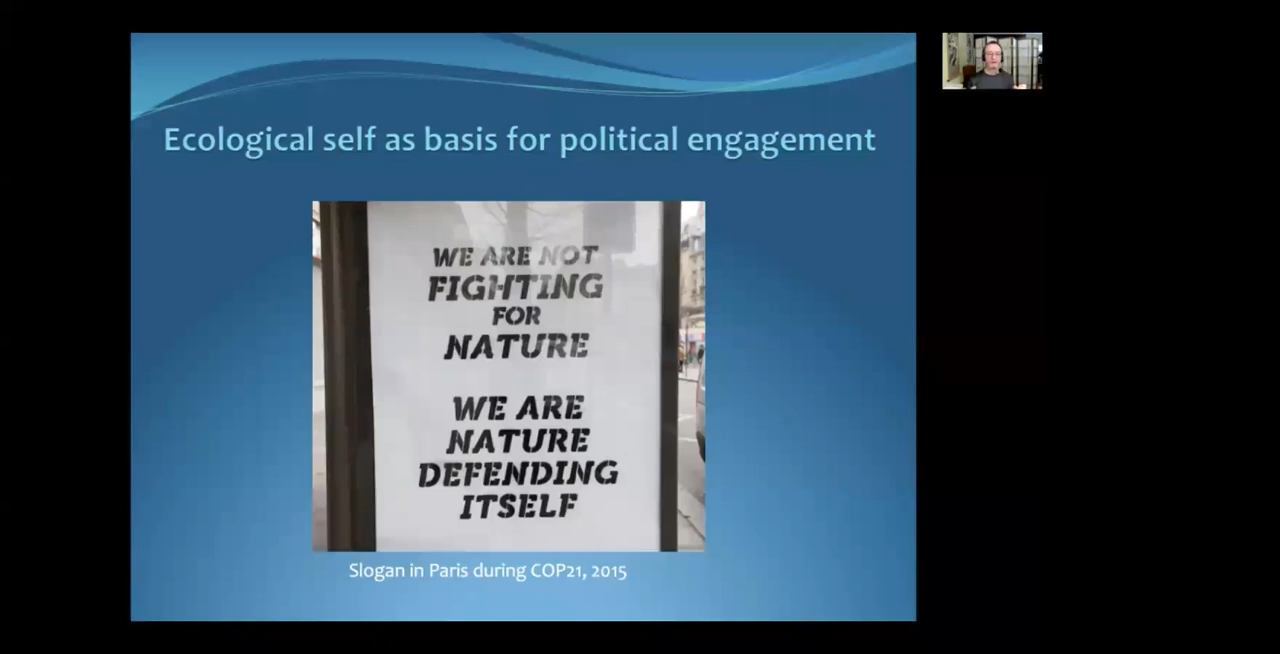 Ecological self as basis for political engagement
WE ARE NOT
FIGHTING
FOR
NATURE
WE ARE
NATURE
DEFENDING
ITSELF
Slogan in Paris during COP21, 2015